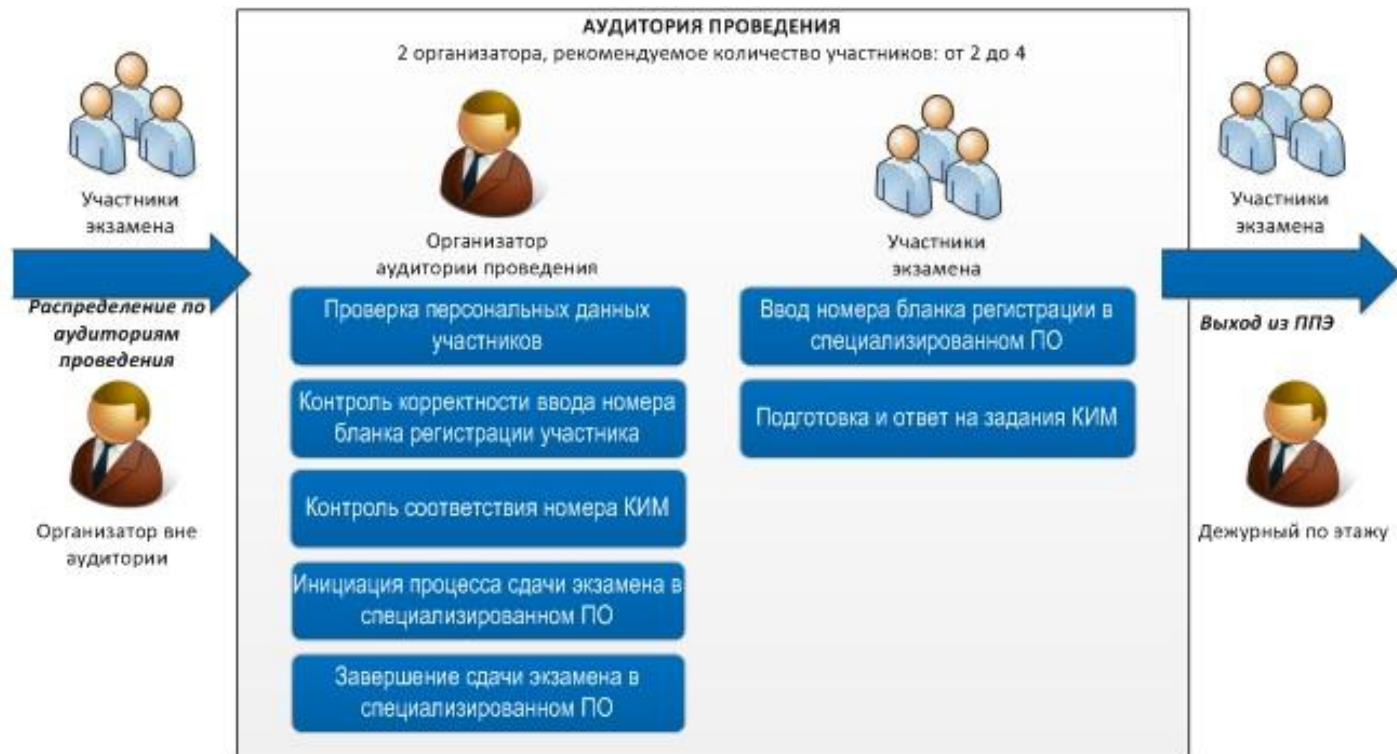 АУДИТОРИЯ ПРОВЕДЕНИЯ
2 организатора, рекомендуемое количество участников: от 2 до 4
Участники
экзамена
Распределение по
аудиториям
проведения
Организатор вне
аудитории
Организатор
аудитории проведения
Проверка персональных данных
участников
Контроль корректности ввода номера
бланка регистрации участника
Контроль соответствия номера КИМ
Инициация процесса сдачи экзамена в
специализированном ПО
Завершение сдачи экзамена в
специализированном ПО
Участники
экзамена
Ввод номера бланка регистрации в
специализированном ПО
Подготовка и ответ на задания КИМ
Участники
экзамена
Выход из ППЭ
Дежурный по этажу